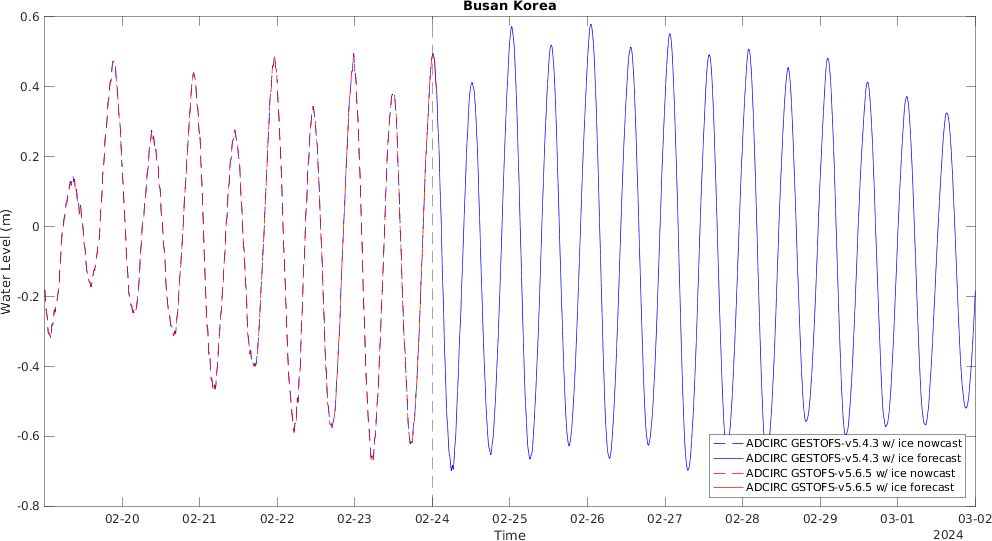 Busan Korea
0.6
0.4
0.2
0
-0.2
-0.4
-0.6
-0.8
Water Level (m)
ADCIRC GESTOFS-v5.4.3 w/ ice nowcast
ADCIRC GESTOFS-v5.4.3 w/ ice forecast
ADCIRC GSTOFS-v5.6.5 w/ ice nowcast
ADCIRC GSTOFS-v5.6.5 w/ ice forecast
02-20 02-21 02-22 02-23 02-24 02-25 02-26 02-27 02-28 02-29 03-01 03-02
Time
2024